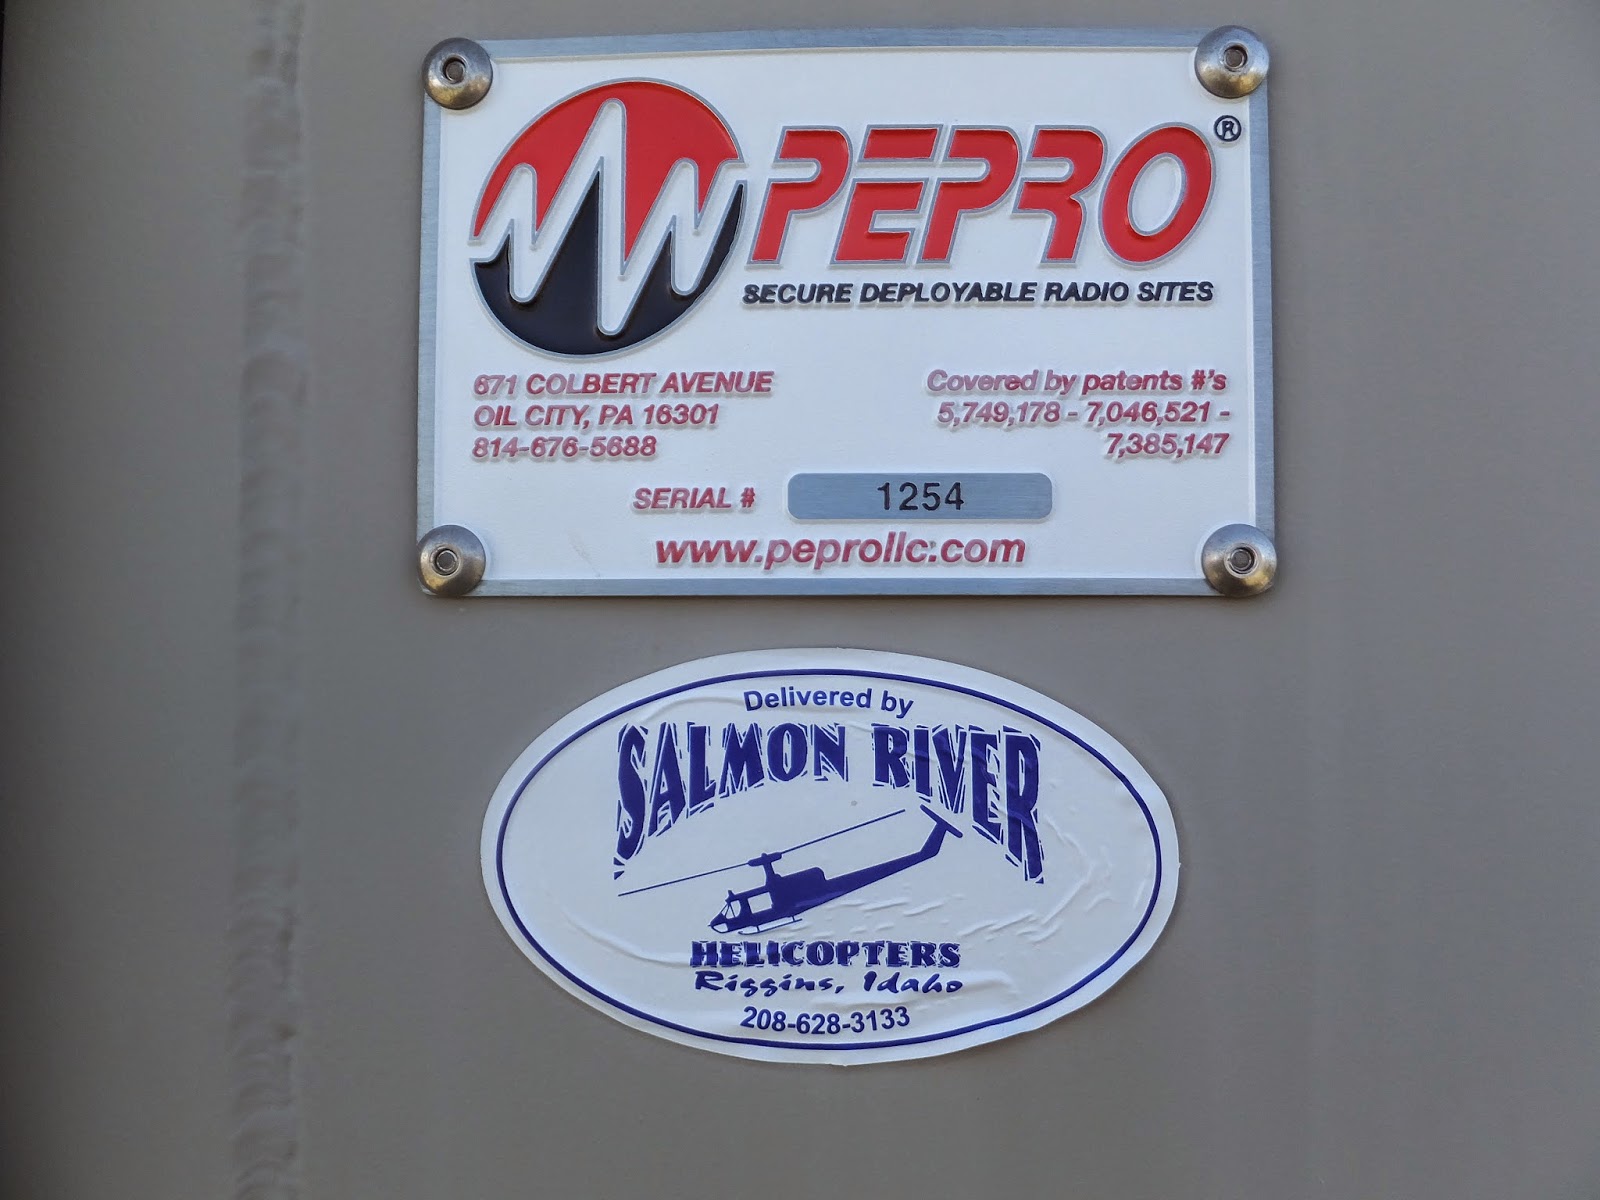 PEPRO®
SECURE DEPLOYABLE RADIO SITES
671 COLBERT AVENUE
OIL CITY, PA 16301
814-676-5688
Covered by patents #'s
5,749,178 - 7,046,521 -
7,385,147
SERIAL # 1254
www.peprollc.com
Delivered by
SALMON RIVER
HELICOPTERS
Riggins, Idaho
208-628-3133